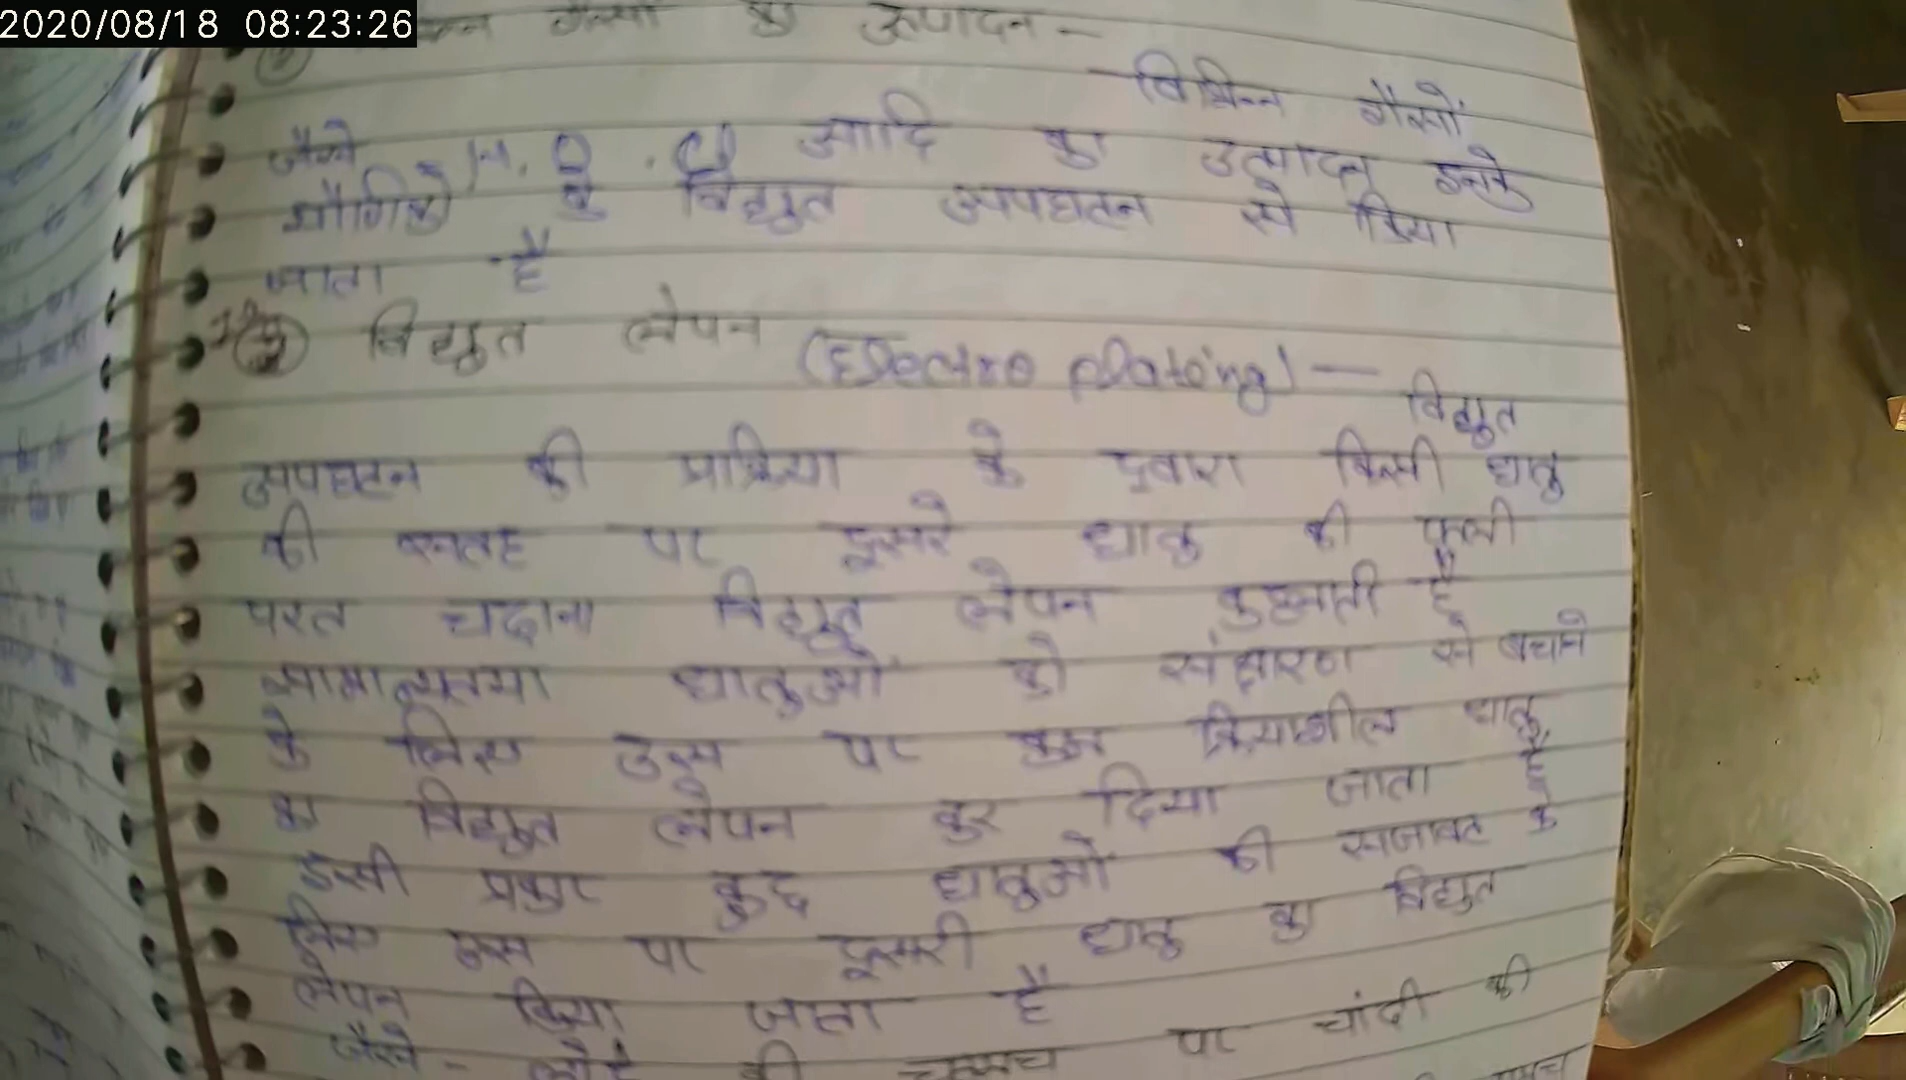 2020/08/18 08:23:26
गैसों का उत्पादन -
विभिन्न गैसों
जैसे H, O, Cl आदि का उत्पादन इनके
यौगिको के विद्युत अपघटन से किया
जाता है
विद्युत लेपन (Electro plating) —
विद्युत
अपघटन की प्रक्रिया के द्वारा किसी धातु
की सतह पर दूसरे धातु की पतली
परत चढ़ाना विद्युत लेपन कहलाती है
सामान्यतया धातुओं को संक्षारण से बचाने
के लिए उस पर कम क्रियाशील धातु
का विद्युत लेपन कर दिया जाता है
इसी प्रकार कुछ धातुओं की सजावट के
लिए उस पर दूसरी धातु का विद्युत
लेपन किया जाता है
जैसे - लोहे की चम्मच पर चांदी की